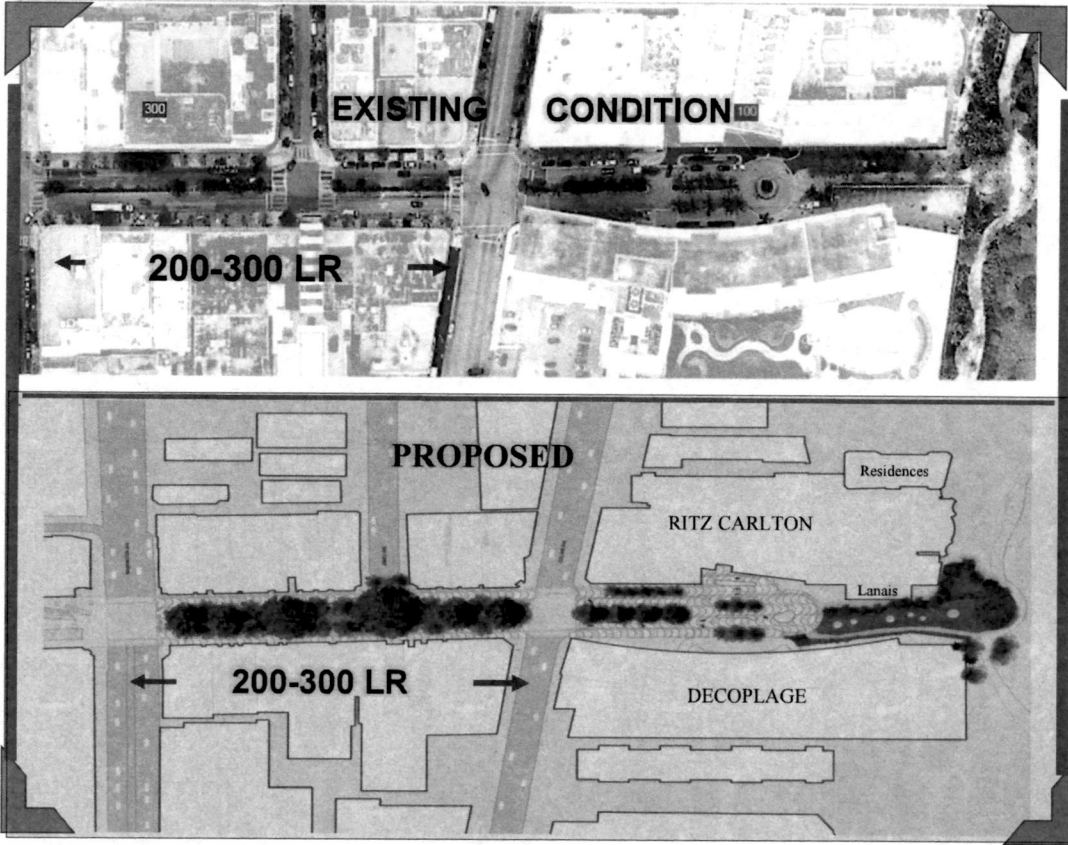 300
EXISTING CONDITION 100
200-300 LR
PROPOSED
Residences
RITZ CARLTON
Lanais
200-300 LR
DECOPLAGE